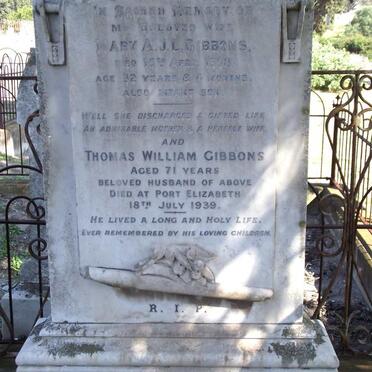 In Sacred Memory of
My Beloved Wife
Mary A.J.L. Gibbons,
Aged 32 Years & 6 Months.
Also Infant Son
Well she discharged a gifted life
An admirable mother & a perfect wife
And
Thomas William Gibbons
Aged 71 Years
Beloved Husband of Above
Died at Port Elizabeth
18th July 1939.
He lived a long and Holy Life.
Ever remembered by his loving children.
R. I. P.